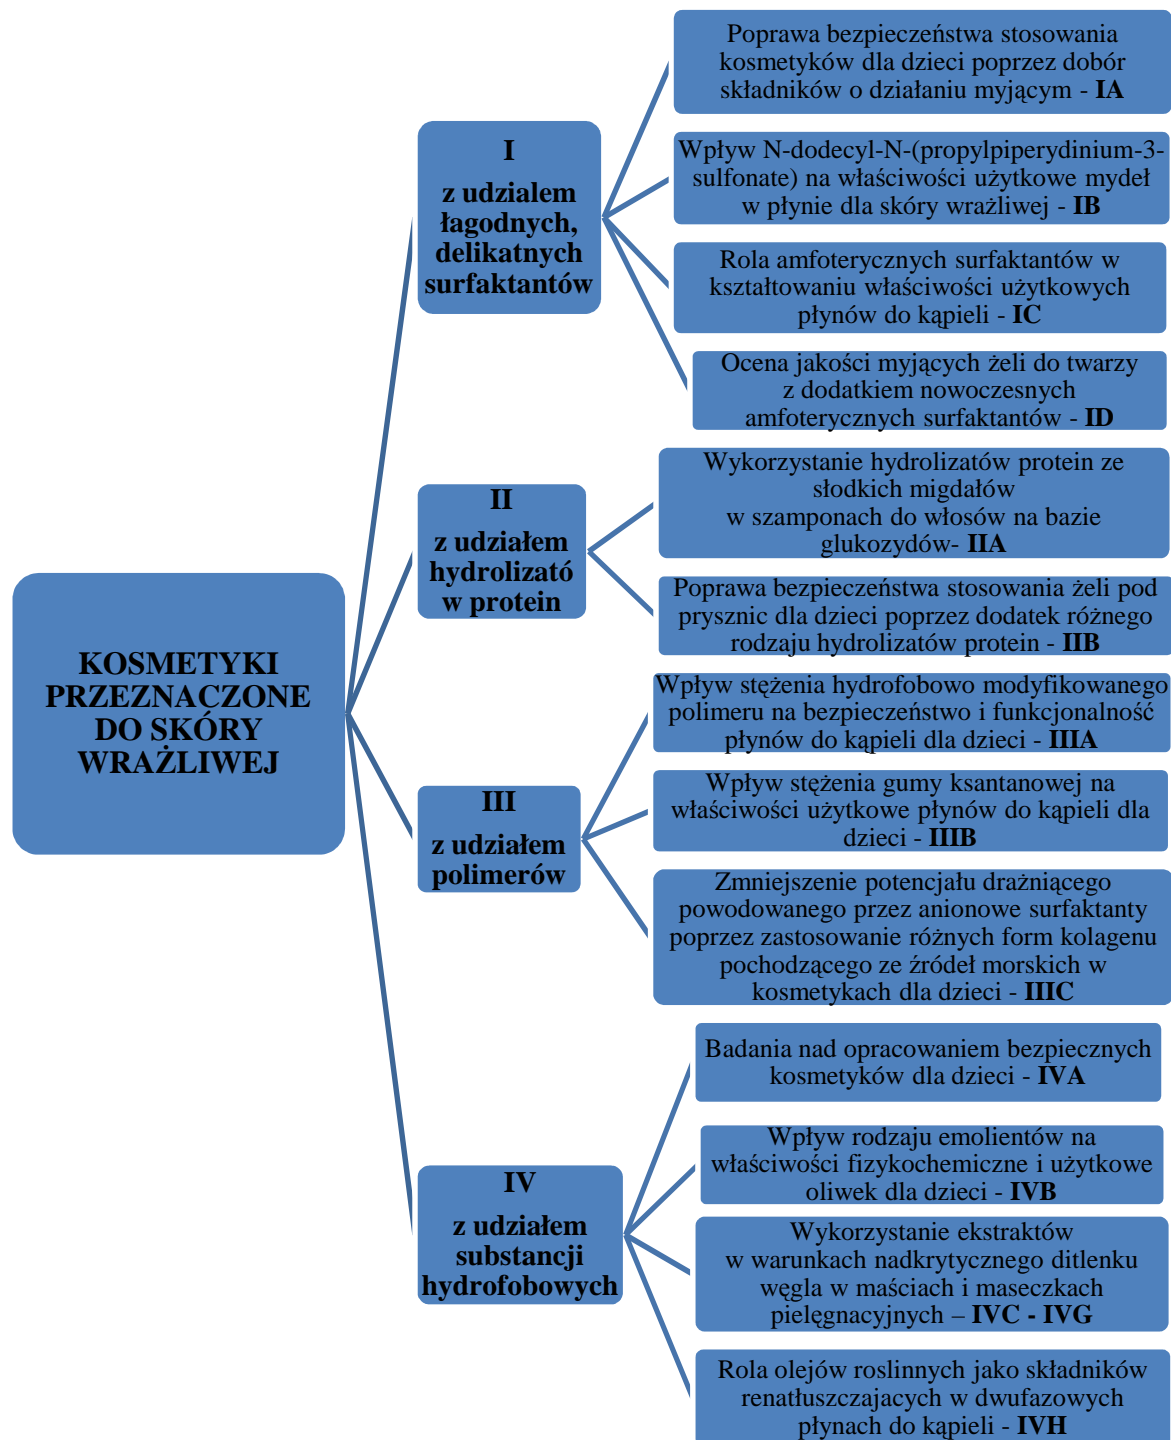 KOSMETYKI
PRZEZNACZONE
DO SKÓRY
WRAŻLIWEJ
I
z udzialem
łagodnych,
delikatnych
surfaktantów
Poprawa bezpieczeństwa stosowania
kosmetyków dla dzieci poprzez dobór
składników o działaniu myjącym - IA
Wpływ N-dodecyl-N-(propylpiperydinium-3-
sulfonate) na właściwości użytkowe mydeł
w płynie dla skóry wrażliwej - IB
Rola amfoterycznych surfaktantów w
kształtowaniu właściwości użytkowych
płynów do kąpieli - IC
Ocena jakości myjących żeli do twarzy
z dodatkiem nowoczesnych
amfoterycznych surfaktantów - ID
II
z udziałem
hydrolizató
w protein
Wykorzystanie hydrolizatów protein ze
słodkich migdałów
w szamponach do włosów na bazie
glukozydów- IIA
Poprawa bezpieczeństwa stosowania żeli pod
prysznic dla dzieci poprzez dodatek różnego
rodzaju hydrolizatów protein - IIB
III
z udziałem
polimerów
Wpływ stężenia hydrofobowo modyfikowanego
polimeru na bezpieczeństwo i funkcjonalność
płynów do kąpieli dla dzieci - IIIA
Wpływ stężenia gumy ksantanowej na
właściwości użytkowe płynów do kąpieli dla
dzieci - IIIB
Zmniejszenie potencjału drażniącego
powodowanego przez anionowe surfaktanty
poprzez zastosowanie różnych form kolagenu
pochodzącego ze źródeł morskich w
kosmetykach dla dzieci - IIIC
IV
z udziałem
substancji
hydrofobowych
Badania nad opracowaniem bezpiecznych
kosmetyków dla dzieci - IVA
Wpływ rodzaju emolientów na
właściwości fizykochemiczne i użytkowe
oliwek dla dzieci - IVB
Wykorzystanie ekstraktów
w warunkach nadkrytycznego ditlenku
węgla w maściach i maseczkach
pielęgnacyjnych – IVC - IVG
Rola olejów roslinnych jako składników
renatłuszczajacych w dwufazowych
płynach do kąpieli - IVH